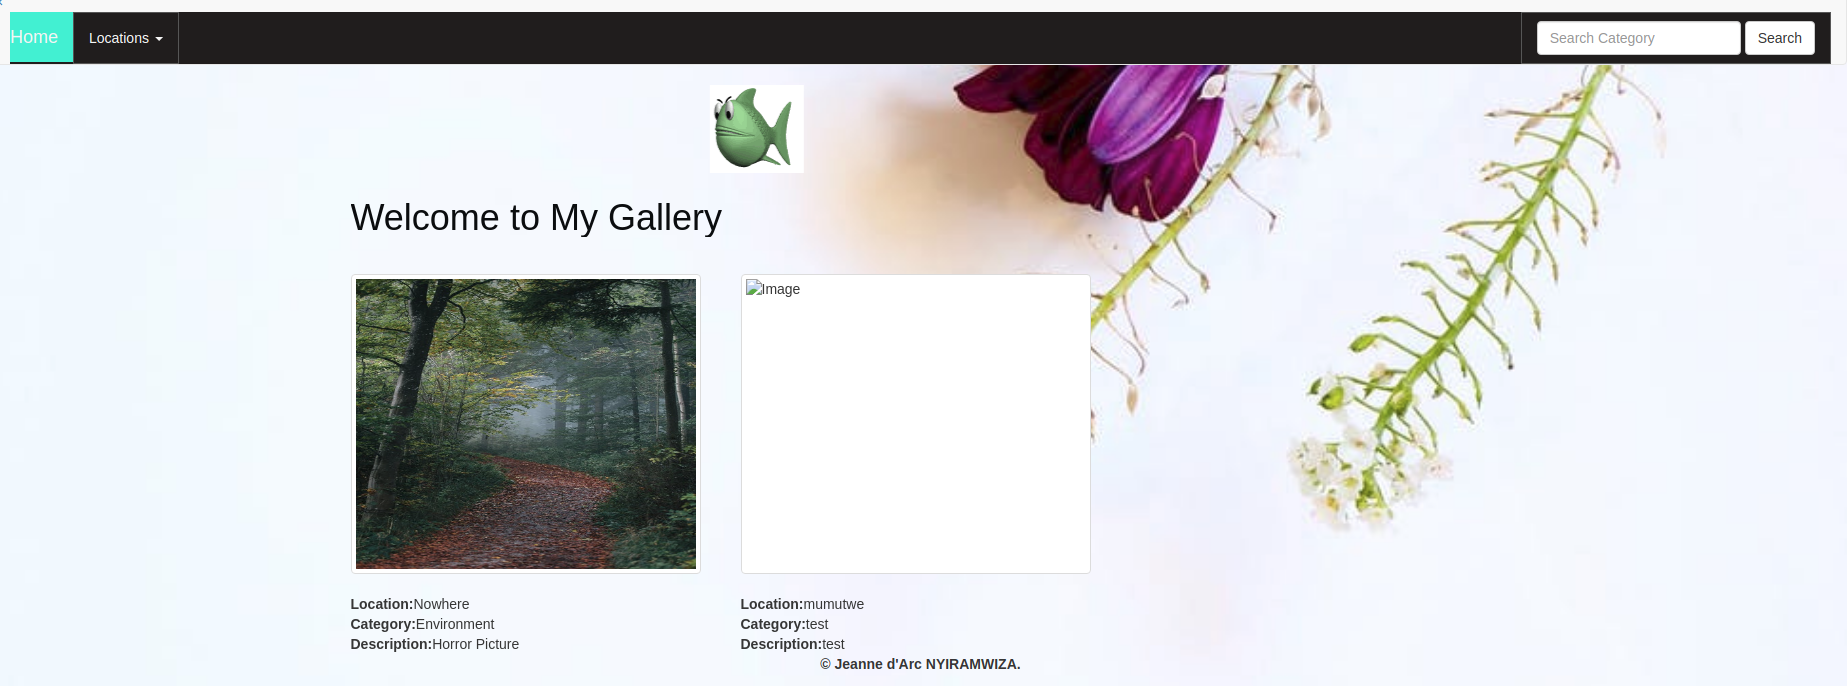 Home
Locations
Search Category
Search
Welcome to My Gallery
Image
Location:Nowhere
Category:Environment
Description:Horror Picture
Location:mumutwe
Category:test
Description:test
© Jeanne d'Arc NYIRAMWIZA.